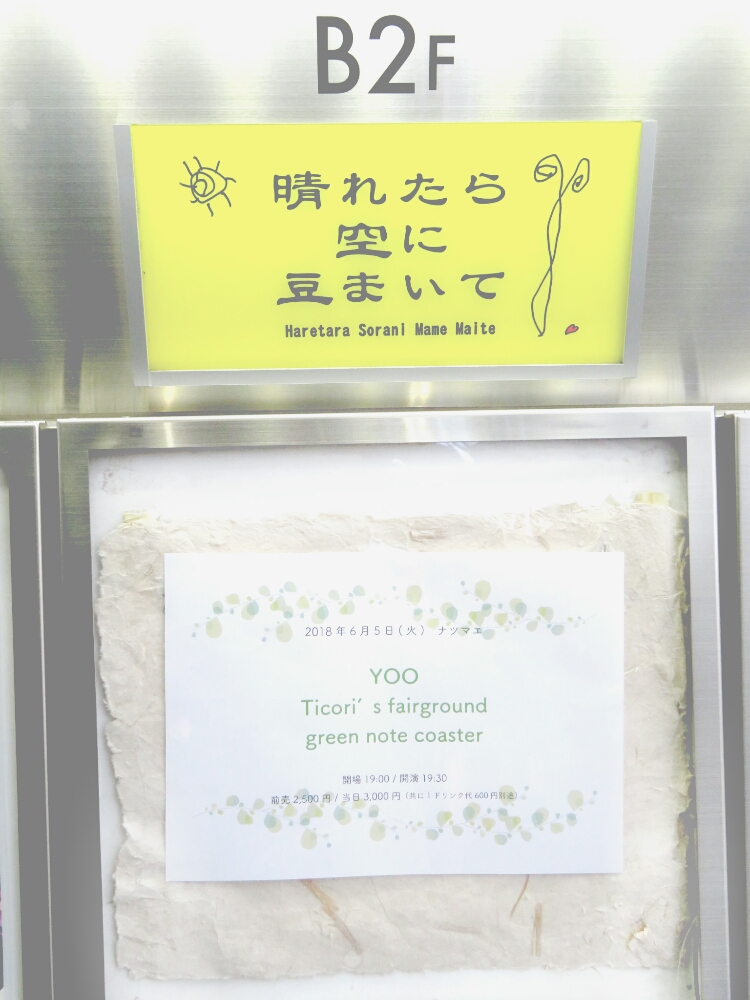 B2F
晴れたら
空に
豆まいて
Haretara Sorani Mame Maite
2018年6月5日(火) ナツマエ
YOO
Ticori's fairground
green note coaster
開場 19:00 / 開演 19:30
前売 2,500円 / 当日 3,000円 (共に1ドリンク代600円別途)